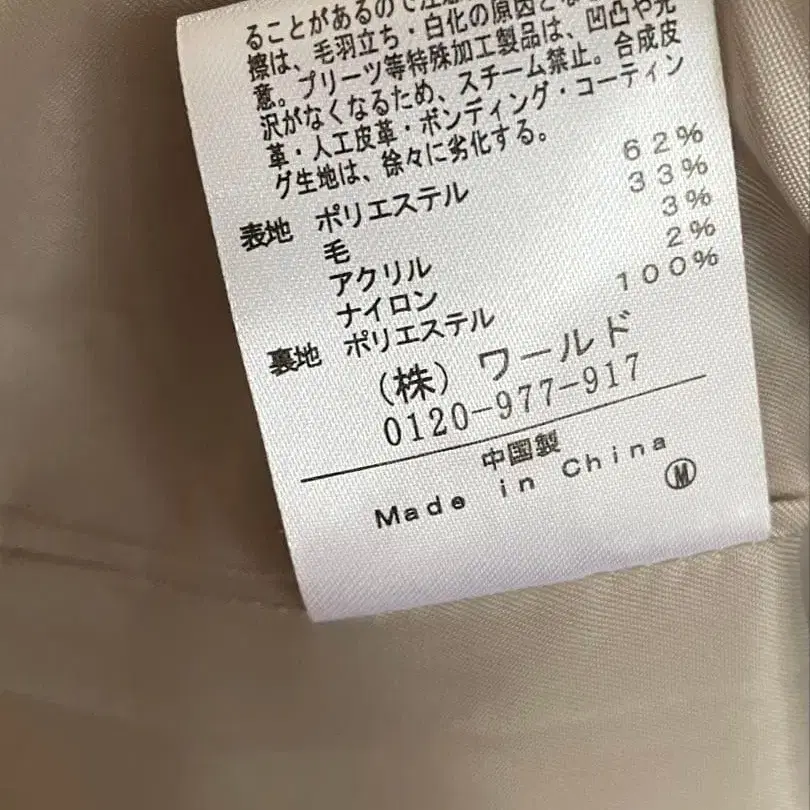 ることがあるので注意
擦は、毛羽立ち・白化の原因とな
意。プリーツ等特殊加工製品は、凹凸や光
沢がなくなるため、スチーム禁止。合成皮
革・人工皮革・ボンディング・コーティン
グ生地は、徐々に劣化する。
表地 ポリエステル 62%
毛 33%
アクリル 3%
ナイロン 2%
裏地 ポリエステル 100%
(株) ワールド
0120-977-917
中国製
Made in China
M